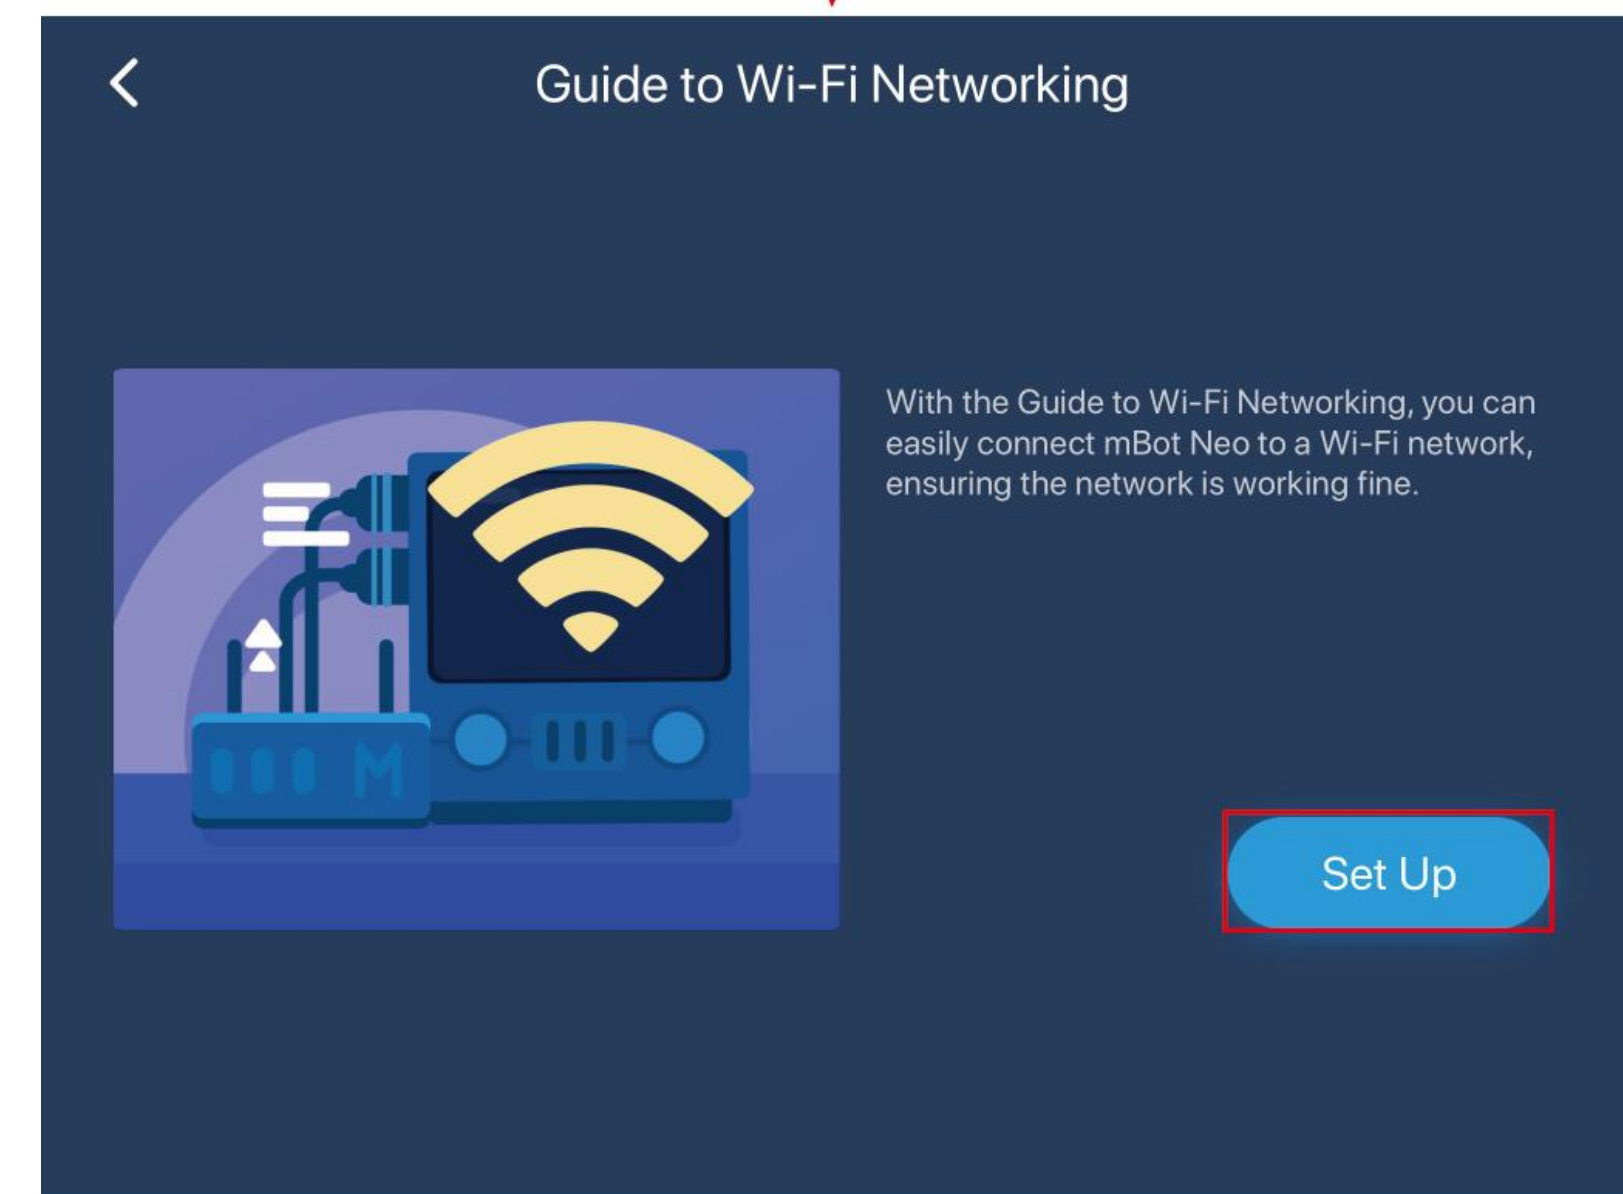 Guide to Wi-Fi Networking
With the Guide to Wi-Fi Networking, you can
easily connect mBot Neo to a Wi-Fi network,
ensuring the network is working fine.
M
Set Up